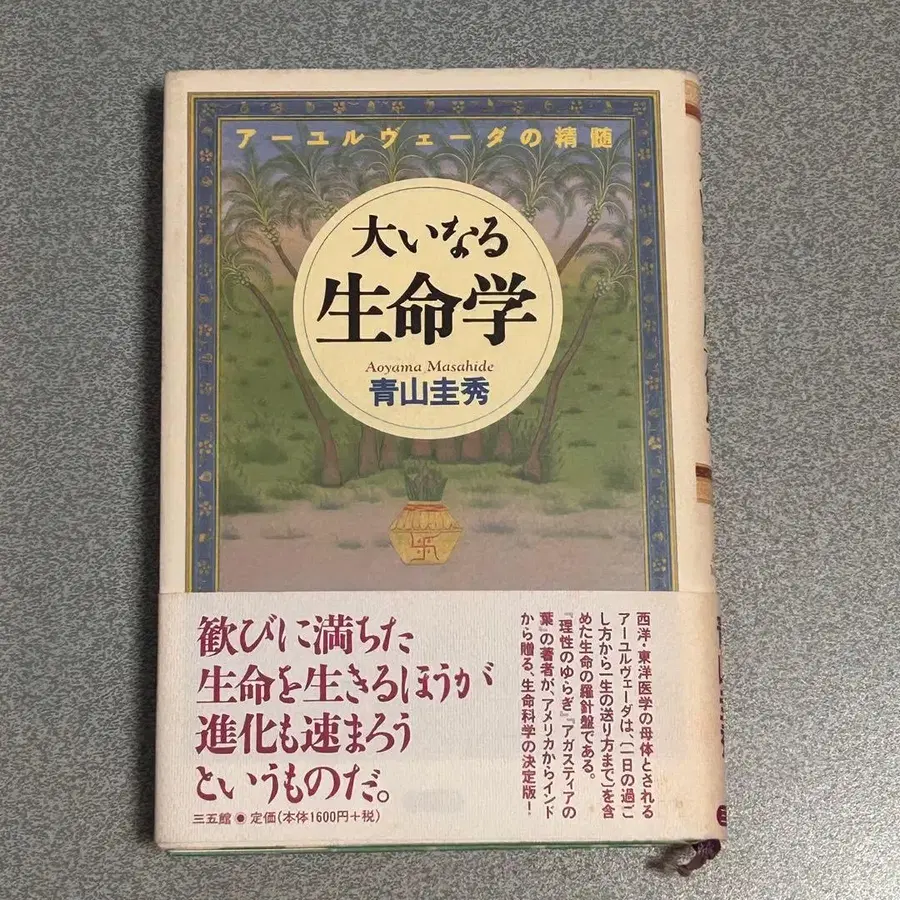 アーユルヴェーダの精髄
大いなる
生命学
Aoyama Masahide
青山圭秀
歓びに満ちた
生命を生きるほうが
進化も速まろう
というものだ。
三五館●定価(本体1600円+税)
西洋・東洋医学の母体とされる
アーユルヴェーダは、〔一日の過ご
し方から一生の送り方まで〕を含
めた生命の羅針盤である。
『理性のゆらぎ』『アガスティアの
葉』の著者が、アメリカからインド
から贈る、生命科学の決定版！